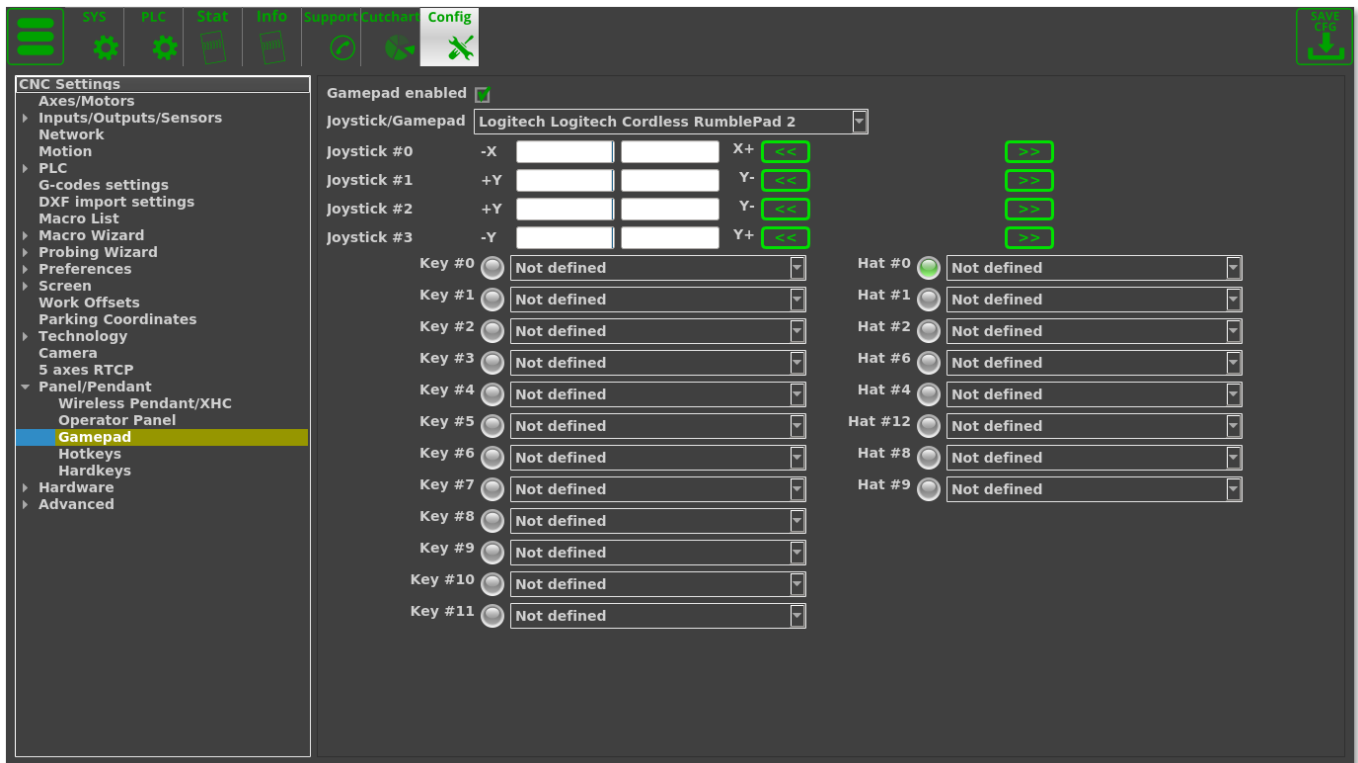 SYS PLC Stat Info Support Cutchart Config SAVE CFG
CNC Settings
Axes/Motors
Inputs/Outputs/Sensors
Network
Motion
PLC
G-codes settings
DXF import settings
Macro List
Macro Wizard
Probing Wizard
Preferences
Screen
Work Offsets
Parking Coordinates
Technology
Camera
5 axes RTCP
Panel/Pendant
Wireless Pendant/XHC
Operator Panel
Gamepad
Hotkeys
Hardkeys
Hardware
Advanced
Gamepad enabled
Joystick/Gamepad Logitech Logitech Cordless RumblePad 2
Joystick #0 -X X+ << >>
Joystick #1 +Y Y- << >>
Joystick #2 +Y Y- << >>
Joystick #3 -Y Y+ << >>
Key #0 Not defined Hat #0 Not defined
Key #1 Not defined Hat #1 Not defined
Key #2 Not defined Hat #2 Not defined
Key #3 Not defined Hat #6 Not defined
Key #4 Not defined Hat #4 Not defined
Key #5 Not defined Hat #12 Not defined
Key #6 Not defined Hat #8 Not defined
Key #7 Not defined Hat #9 Not defined
Key #8 Not defined
Key #9 Not defined
Key #10 Not defined
Key #11 Not defined